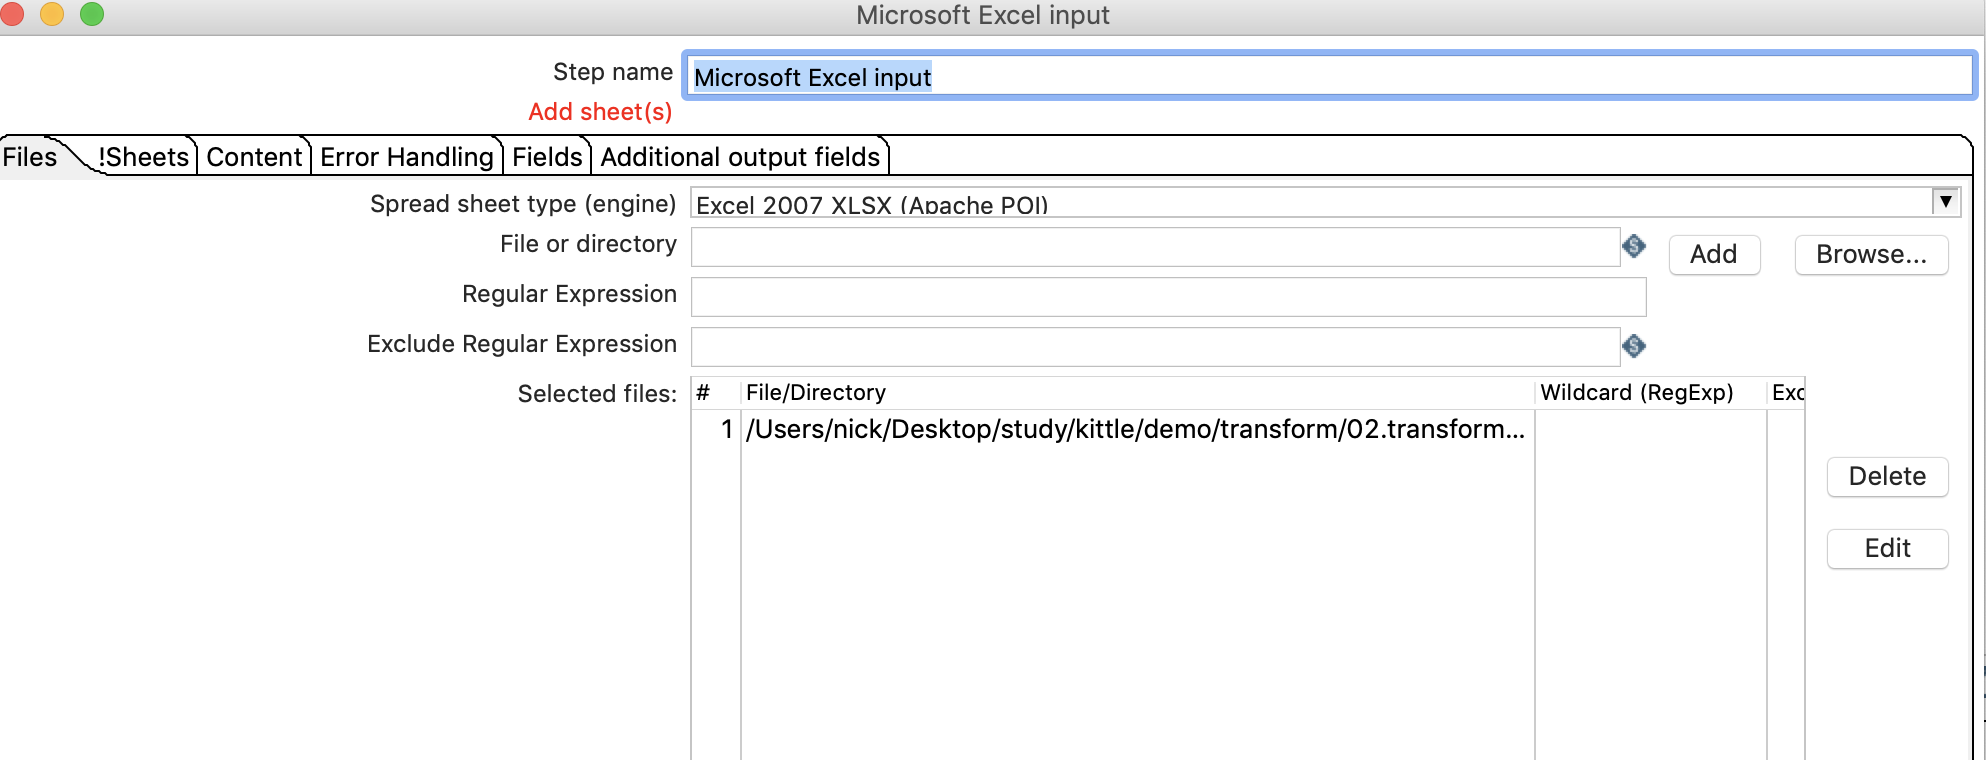 Microsoft Excel input
Step name Microsoft Excel input
Add sheet(s)
Files !Sheets Content Error Handling Fields Additional output fields
Spread sheet type (engine) Excel 2007 XLSX (Apache POI)
File or directory Add Browse...
Regular Expression
Exclude Regular Expression
Selected files: # File/Directory Wildcard (RegExp) Exc
1 /Users/nick/Desktop/study/kittle/demo/transform/02.transform...
Delete
Edit